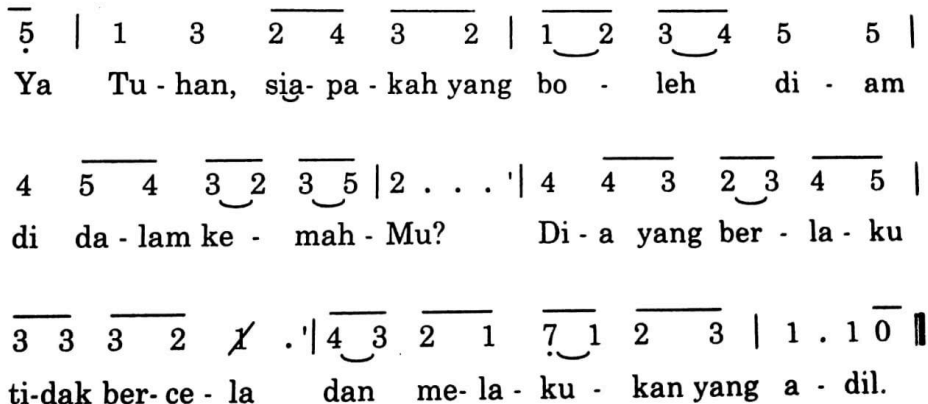 5 | 1 3 2 4 3 2 | 1 2 3 4 5 5 |
Ya Tu - han, sia- pa - kah yang bo - leh di - am
4 5 4 3 2 3 5 | 2 . . . '| 4 4 3 2 3 4 5 |
di da - lam ke - mah - Mu? Di - a yang ber - la - ku
3 3 3 2 1 . '| 4 3 2 1 7 1 2 3 | 1 . 1 0
ti-dak ber- ce - la dan me- la - ku - kan yang a - dil.